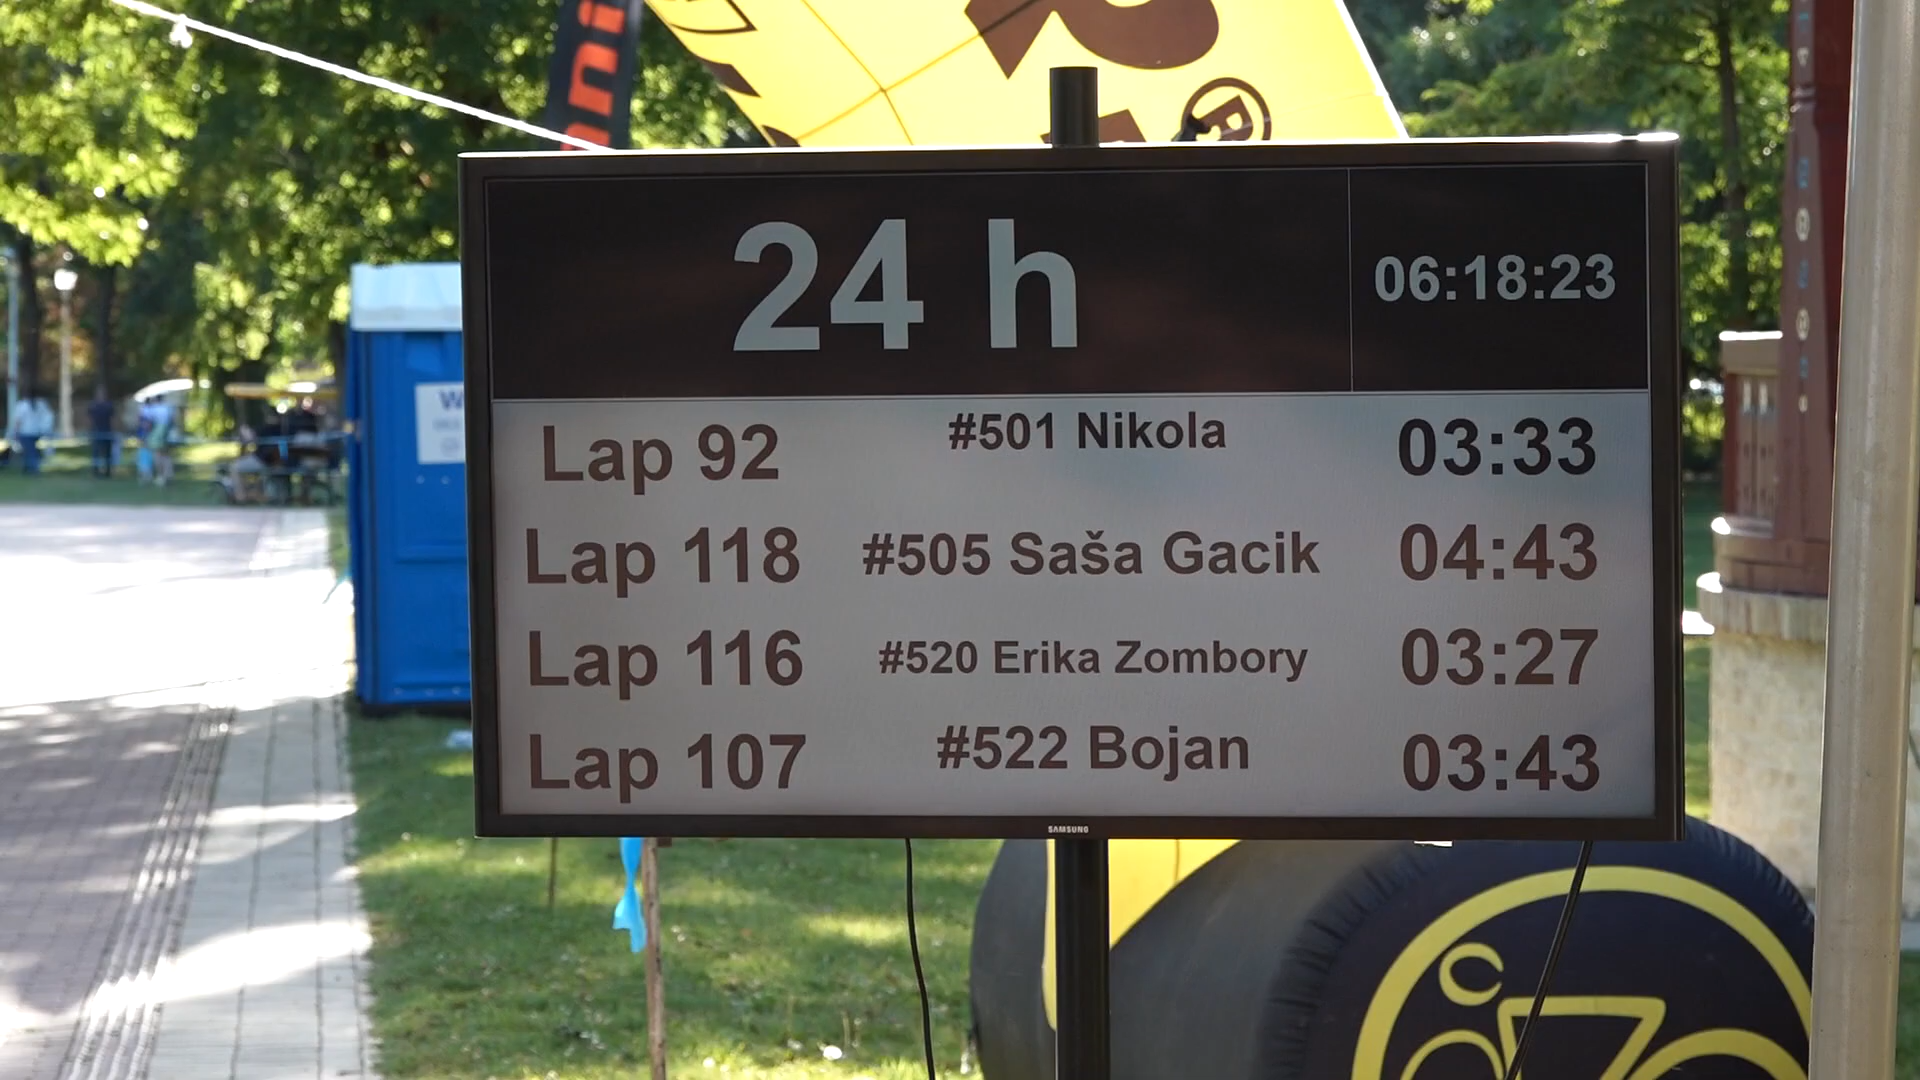 24 h
06:18:23
Lap 92 #501 Nikola 03:33
Lap 118 #505 Saša Gacik 04:43
Lap 116 #520 Erika Zombory 03:27
Lap 107 #522 Bojan 03:43
SAMSUNG